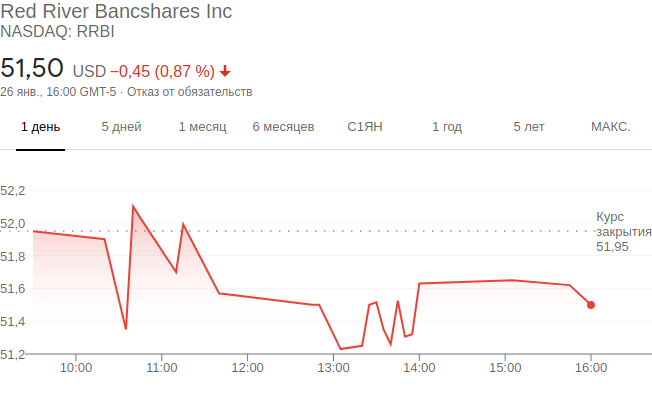 Red River Bancshares Inc
NASDAQ: RRBI
51,50 USD −0,45 (0,87 %)
26 янв., 16:00 GMT-5 · Отказ от обязательств
1 день 5 дней 1 месяц 6 месяцев С1ЯН 1 год 5 лет МАКС.
52,2
52,0
51,8
51,6
51,4
51,2
Курс
закрытия
51,95
10:00 11:00 12:00 13:00 14:00 15:00 16:00